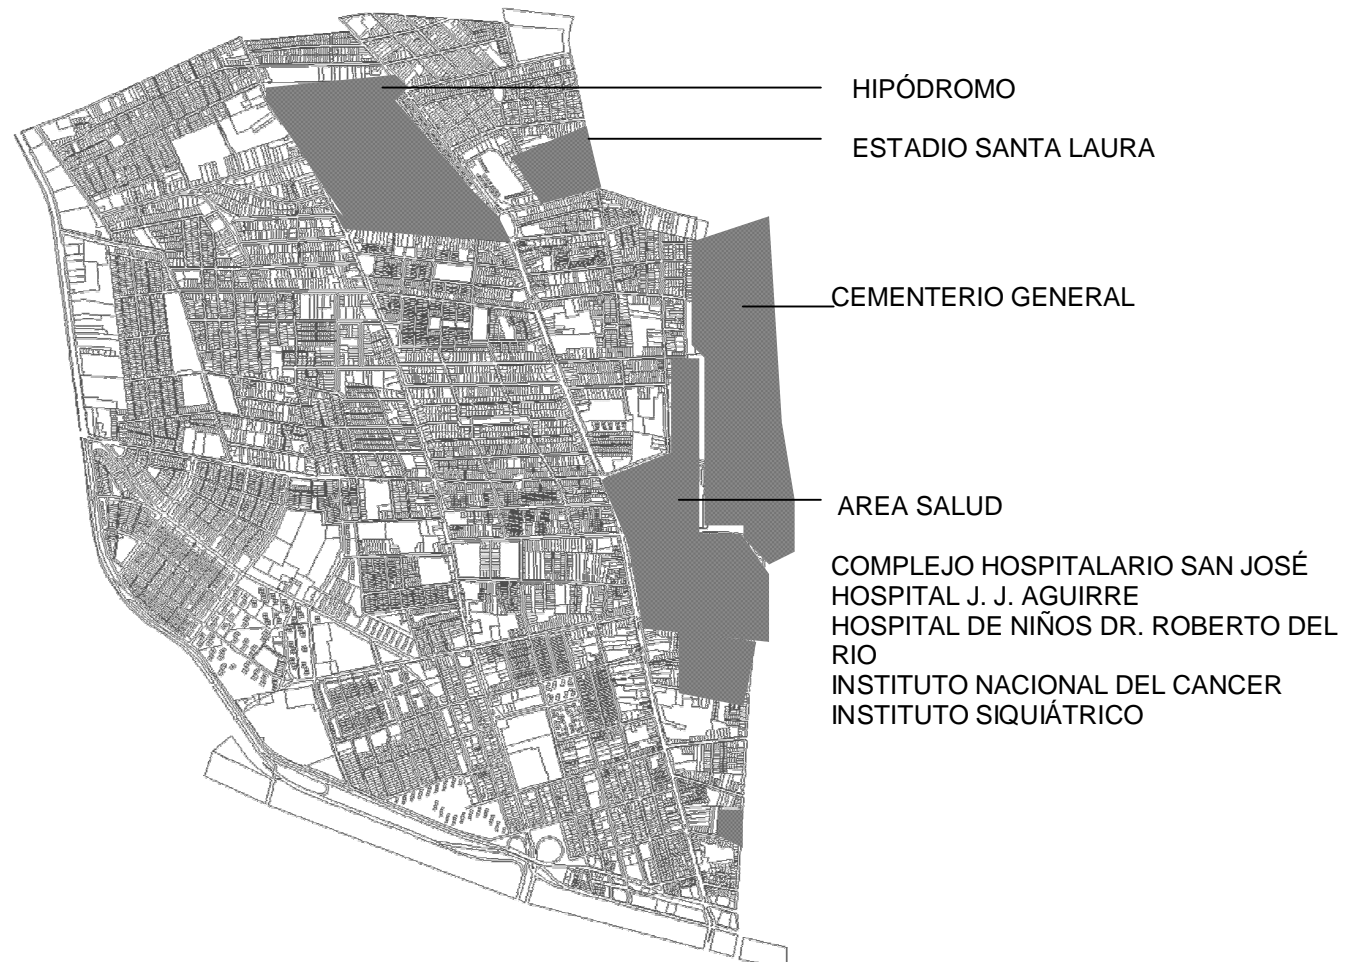 HIPÓDROMO
ESTADIO SANTA LAURA
CEMENTERIO GENERAL
AREA SALUD
COMPLEJO HOSPITALARIO SAN JOSÉ
HOSPITAL J. J. AGUIRRE
HOSPITAL DE NIÑOS DR. ROBERTO DEL
RIO
INSTITUTO NACIONAL DEL CANCER
INSTITUTO SIQUIÁTRICO